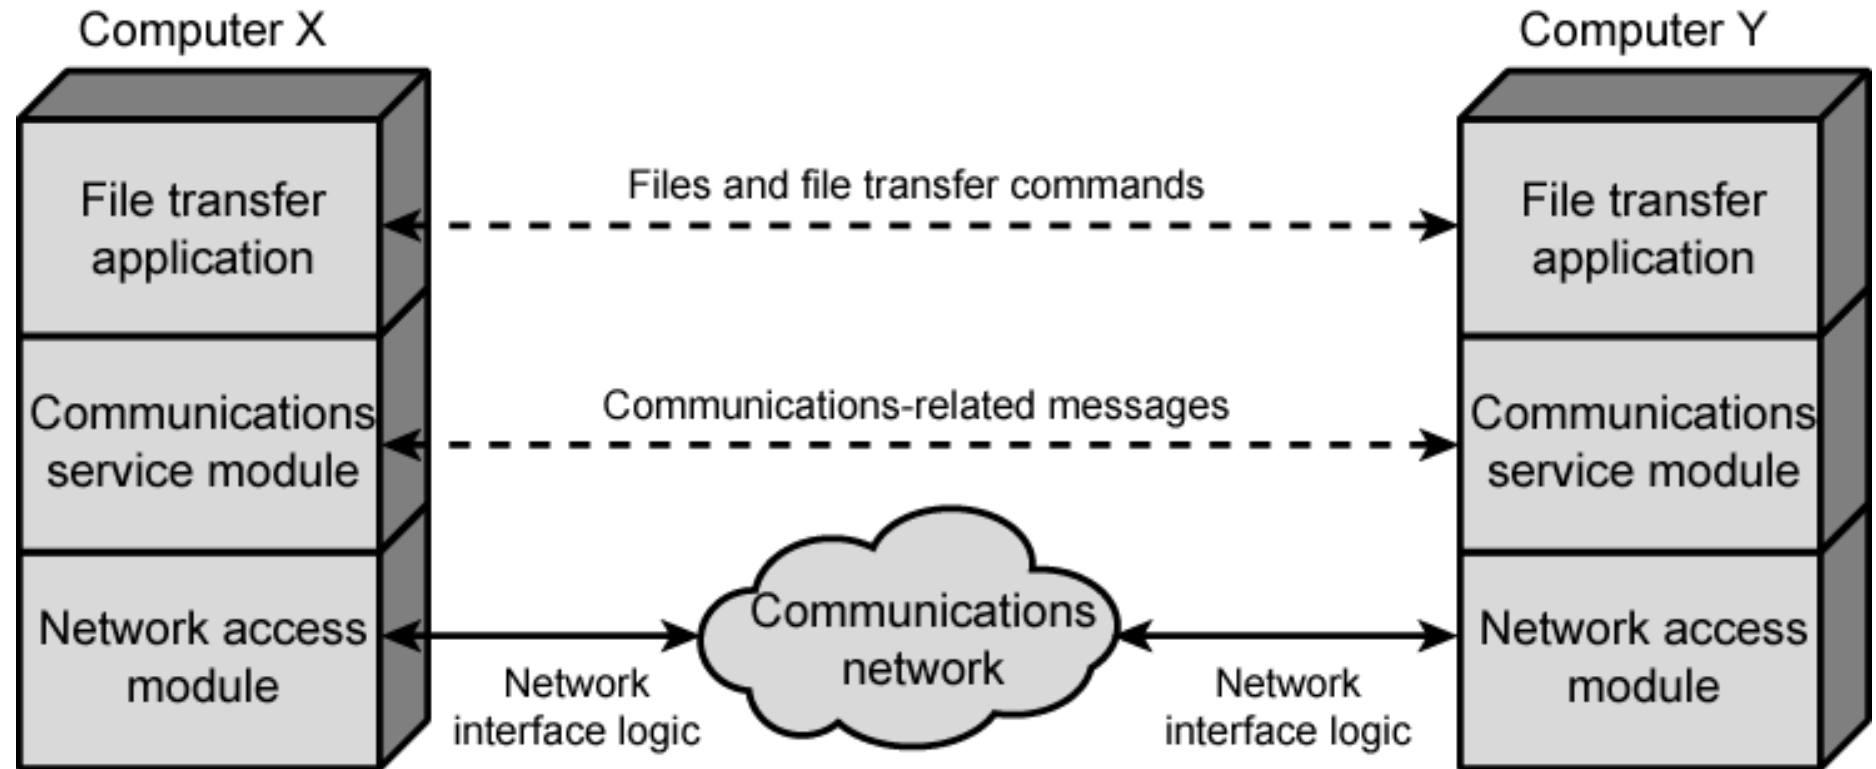 Computer X
Computer Y
File transfer
application
Files and file transfer commands
File transfer
application
Communications
service module
Communications-related messages
Communications
service module
Network access
module
Network
interface logic
Communications
network
Network
interface logic
Network access
module